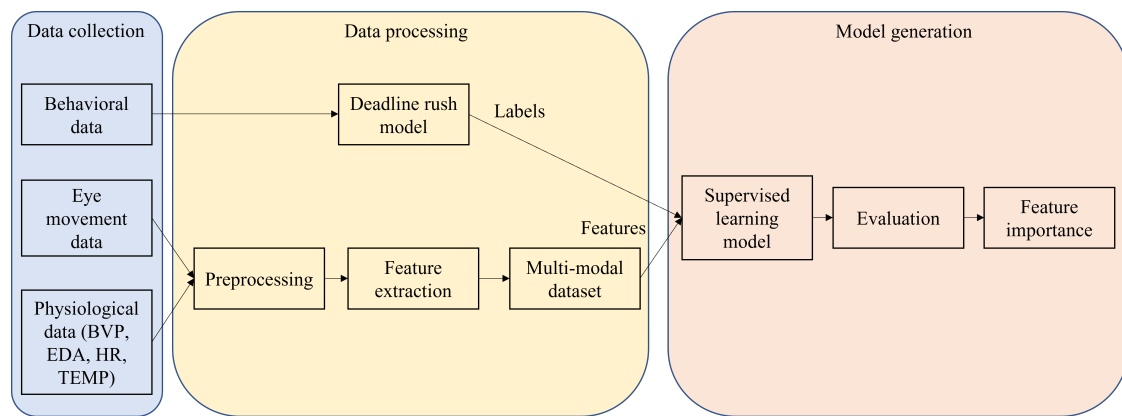 Data collection
Data processing
Model generation
Behavioral
data
Deadline rush
model
Labels
Eye
movement
data
Supervised
learning
model
Evaluation
Feature
importance
Features
Preprocessing
Feature
extraction
Multi-modal
dataset
Physiological
data (BVP,
EDA, HR,
TEMP)